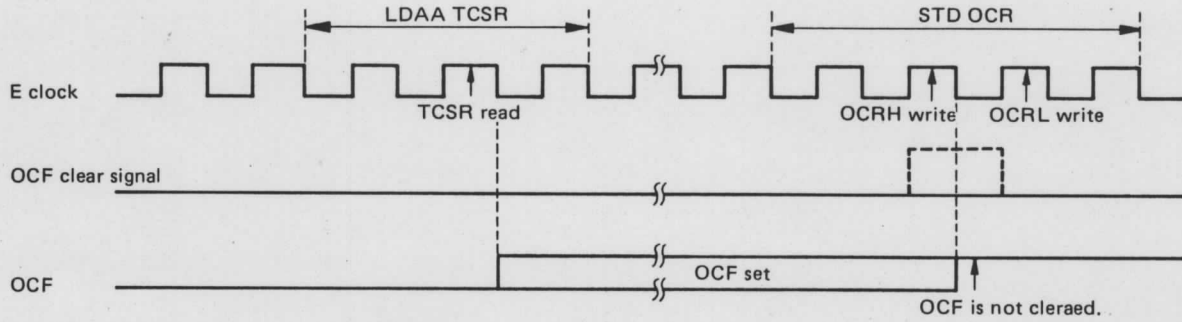 LDAA TCSR
STD OCR
E clock
TCSR read
OCRH write
OCRL write
OCF clear signal
OCF
OCF set
OCF is not cleraed.